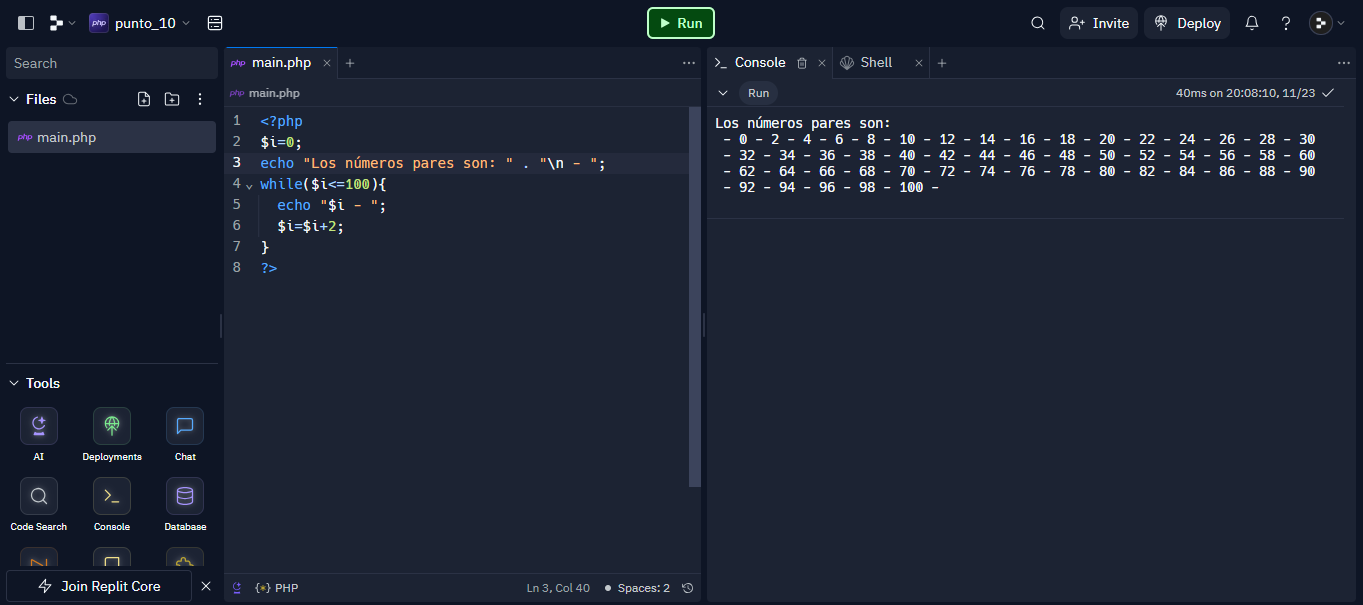 php punto_10
Run
Invite
Deploy
Search
Files
php main.php
Tools
AI
Deployments
Chat
Code Search
Console
Database
Join Replit Core
php main.php
php main.php
1 <?php
2 $i=0;
3 echo "Los números pares son: " . "\n - ";
4 while($i<=100){
5 echo "$i - ";
6 $i=$i+2;
7 }
8 ?>
{*} PHP
Ln 3, Col 40
Spaces: 2
Console
Shell
Run
40ms on 20:08:10, 11/23
Los números pares son:
- 0 - 2 - 4 - 6 - 8 - 10 - 12 - 14 - 16 - 18 - 20 - 22 - 24 - 26 - 28 - 30
- 32 - 34 - 36 - 38 - 40 - 42 - 44 - 46 - 48 - 50 - 52 - 54 - 56 - 58 - 60
- 62 - 64 - 66 - 68 - 70 - 72 - 74 - 76 - 78 - 80 - 82 - 84 - 86 - 88 - 90
- 92 - 94 - 96 - 98 - 100 -